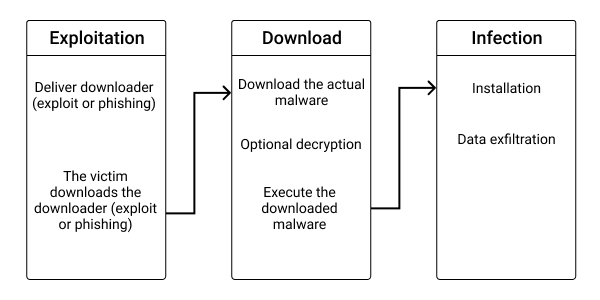 Exploitation
Deliver downloader
(exploit or phishing)
The victim
downloads the
downloader (exploit
or phishing)
Download
Download the actual
malware
Optional decryption
Execute the
downloaded
malware
Infection
Installation
Data exfiltration